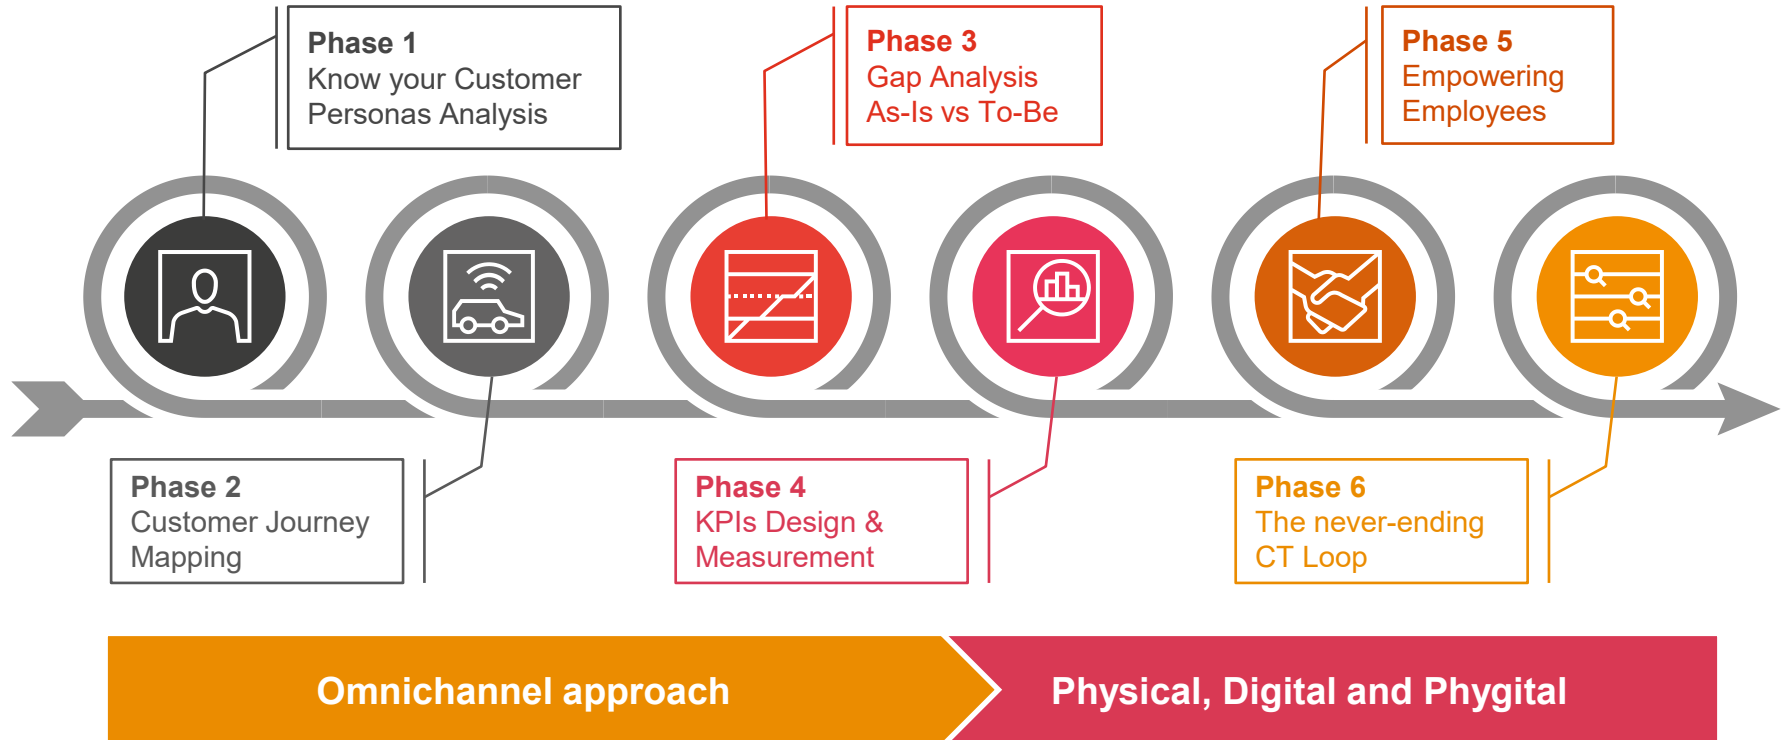 Phase 1
Know your Customer
Personas Analysis
Phase 3
Gap Analysis
As-Is vs To-Be
Phase 5
Empowering
Employees
Phase 2
Customer Journey
Mapping
Phase 4
KPIs Design &
Measurement
Phase 6
The never-ending
CT Loop
Omnichannel approach
Physical, Digital and Phygital